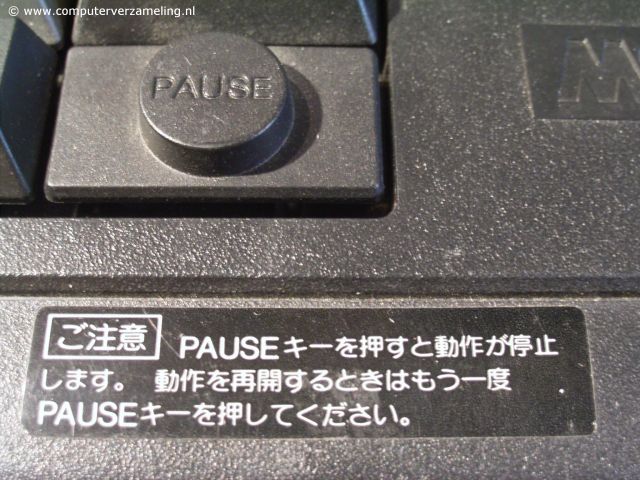 © www.computerverzameling.nl
PAUSE
ご注意 PAUSEキーを押すと動作が停止
します。 動作を再開するときはもう一度
PAUSEキーを押してください。